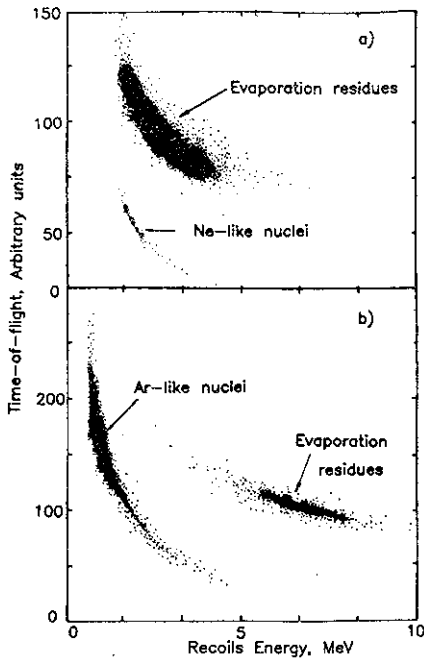 a)
150
Evaporation residues
100
50
Ne-like nuclei
0
b)
Time-of-flight, Arbitrary units
Ar-like nuclei
200
Evaporation
residues
100
0
0
5
10
Recoils Energy, MeV